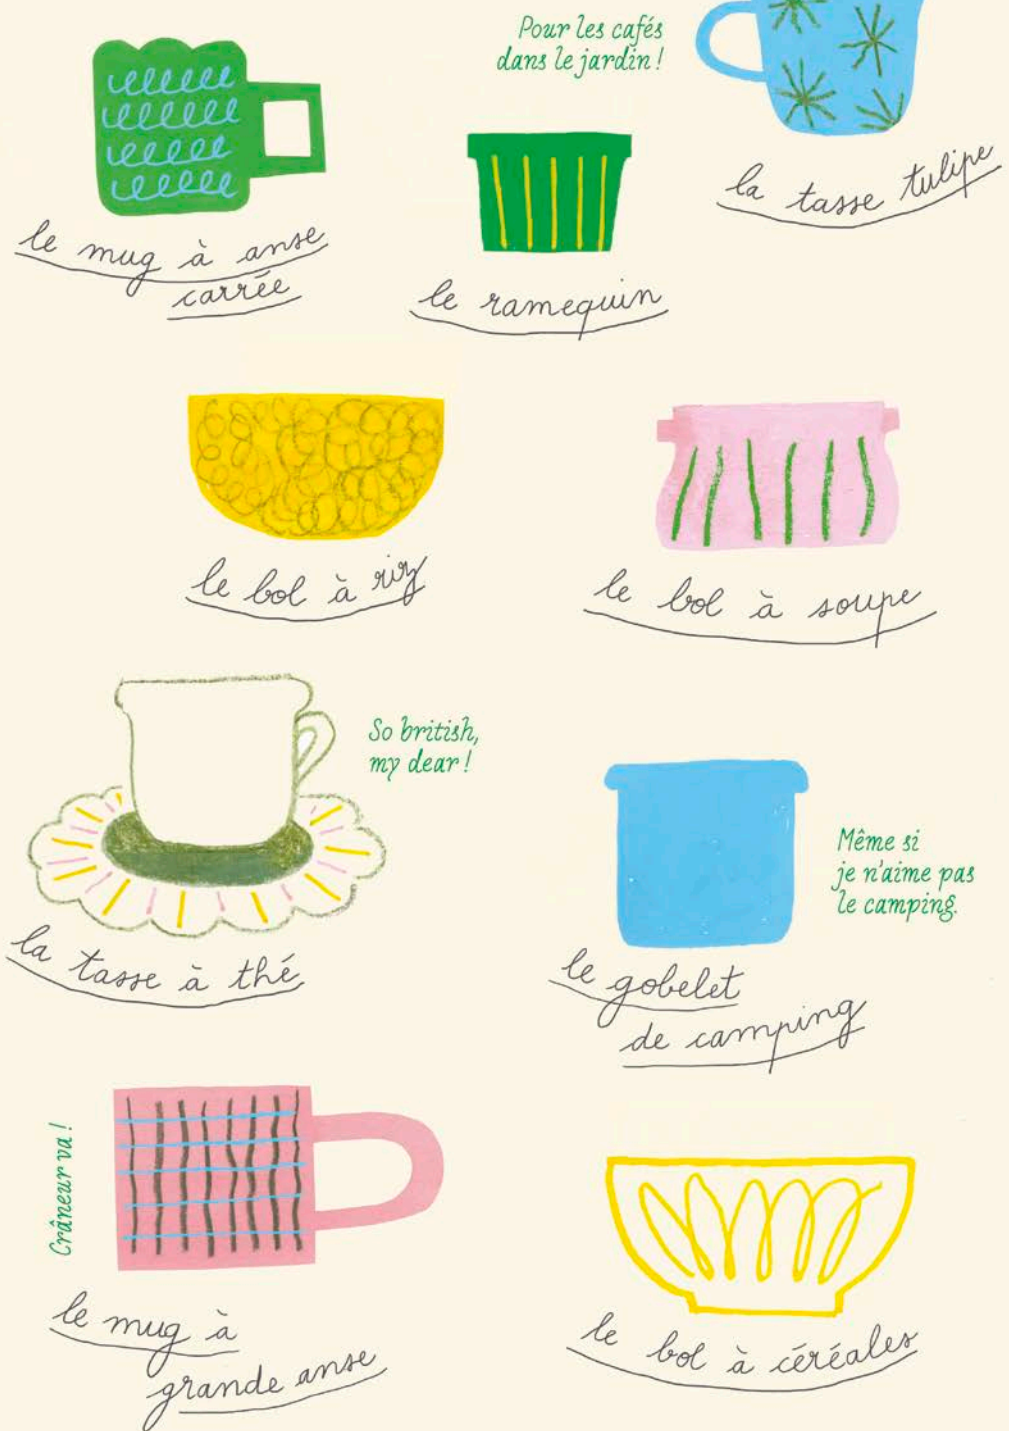 Pour les cafés
dans le jardin !
la tasse tulipe
le mug à anse
carrée
le ramequin
le bol à riz
le bol à soupe
So british,
my dear !
la tasse à thé
Même si
je n'aime pas
le camping.
le gobelet
de camping
Crâneur va !
le mug à
grande anse
le bol à céréales